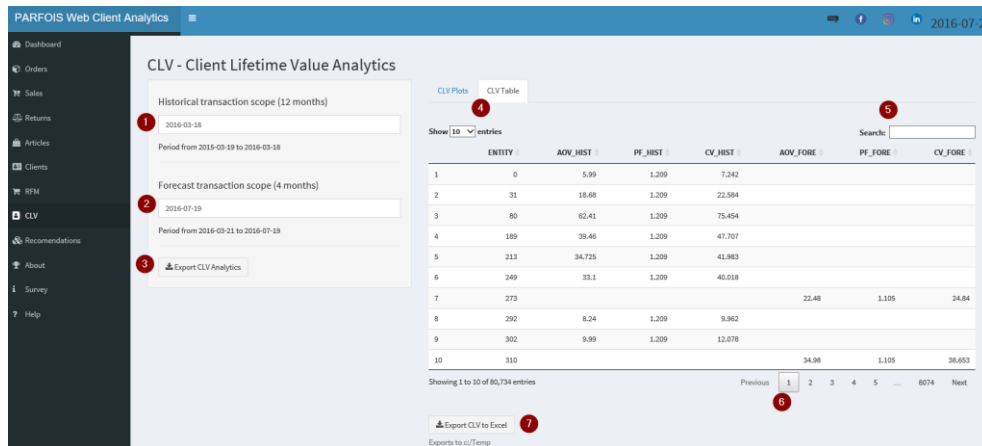 PARFOIS Web Client Analytics
2016-07-
Dashboard
Orders
Sales
Returns
Articles
Clients
RFM
CLV
Recomendations
About
Survey
Help
CLV - Client Lifetime Value Analytics
Historical transaction scope (12 months)
1
2016-03-18
Period from 2015-03-19 to 2016-03-18
Forecast transaction scope (4 months)
2
2016-07-19
Period from 2016-03-21 to 2016-07-19
3 Export CLV Analytics
CLV Plots CLV Table
4 5
Show 10 entries Search:
ENTITY AOV_HIST PF_HIST CV_HIST AOV_FORE PF_FORE CV_FORE
1 0 5.99 1.209 7.242
2 31 18.68 1.209 22.584
3 80 62.41 1.209 75.454
4 189 39.46 1.209 47.707
5 213 34.725 1.209 41.983
6 249 33.1 1.209 40.018
7 273 22.48 1.105 24.84
8 292 8.24 1.209 9.962
9 302 9.99 1.209 12.078
10 310 34.98 1.105 38.653
Showing 1 to 10 of 80,734 entries Previous 1 2 3 4 5 ... 8074 Next
6
Export CLV to Excel 7
Exports to c:/Temp